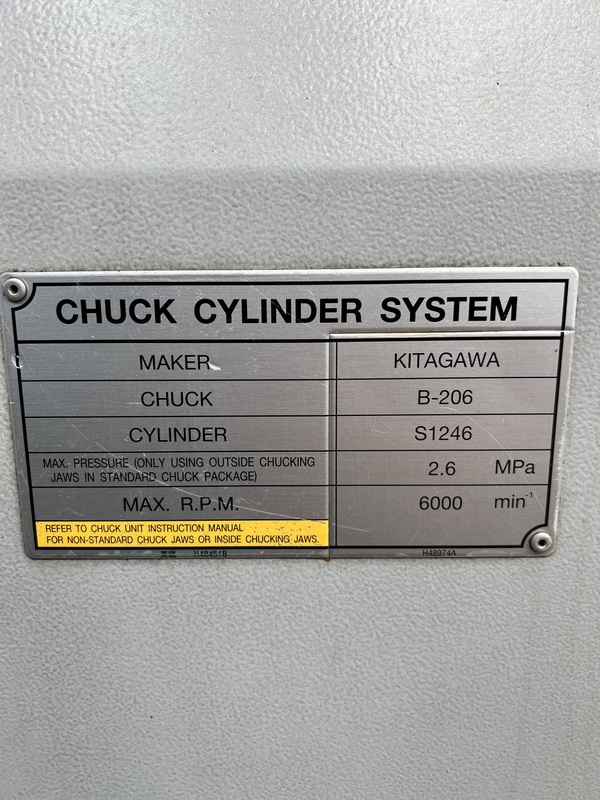 CHUCK CYLINDER SYSTEM
MAKER KITAGAWA
CHUCK B-206
CYLINDER S1246
MAX. PRESSURE (ONLY USING OUTSIDE CHUCKING
JAWS IN STANDARD CHUCK PACKAGE) 2.6 MPa
MAX. R.P.M. 6000 min⁻¹
REFER TO CHUCK UNIT INSTRUCTION MANUAL
FOR NON-STANDARD CHUCK JAWS OR INSIDE CHUCKING JAWS.
H48974A